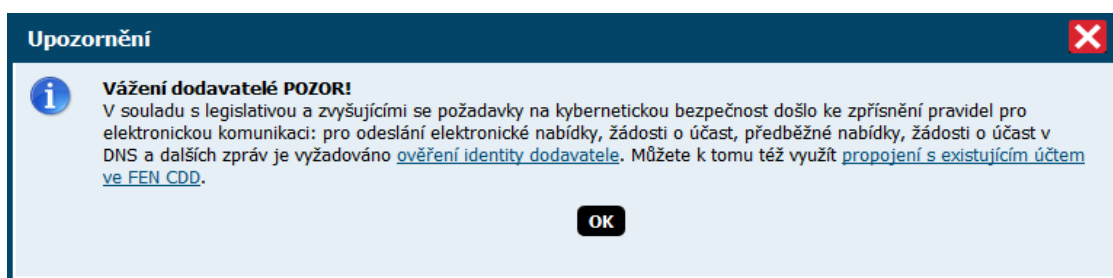 Upozornění
Vážení dodavatelé POZOR!
V souladu s legislativou a zvyšujícími se požadavky na kybernetickou bezpečnost došlo ke zpřísnění pravidel pro
elektronickou komunikaci: pro odeslání elektronické nabídky, žádosti o účast, předběžné nabídky, žádosti o účast v
DNS a dalších zpráv je vyžadováno ověření identity dodavatele. Můžete k tomu též využít propojení s existujícím účtem
ve FEN CDD.
OK